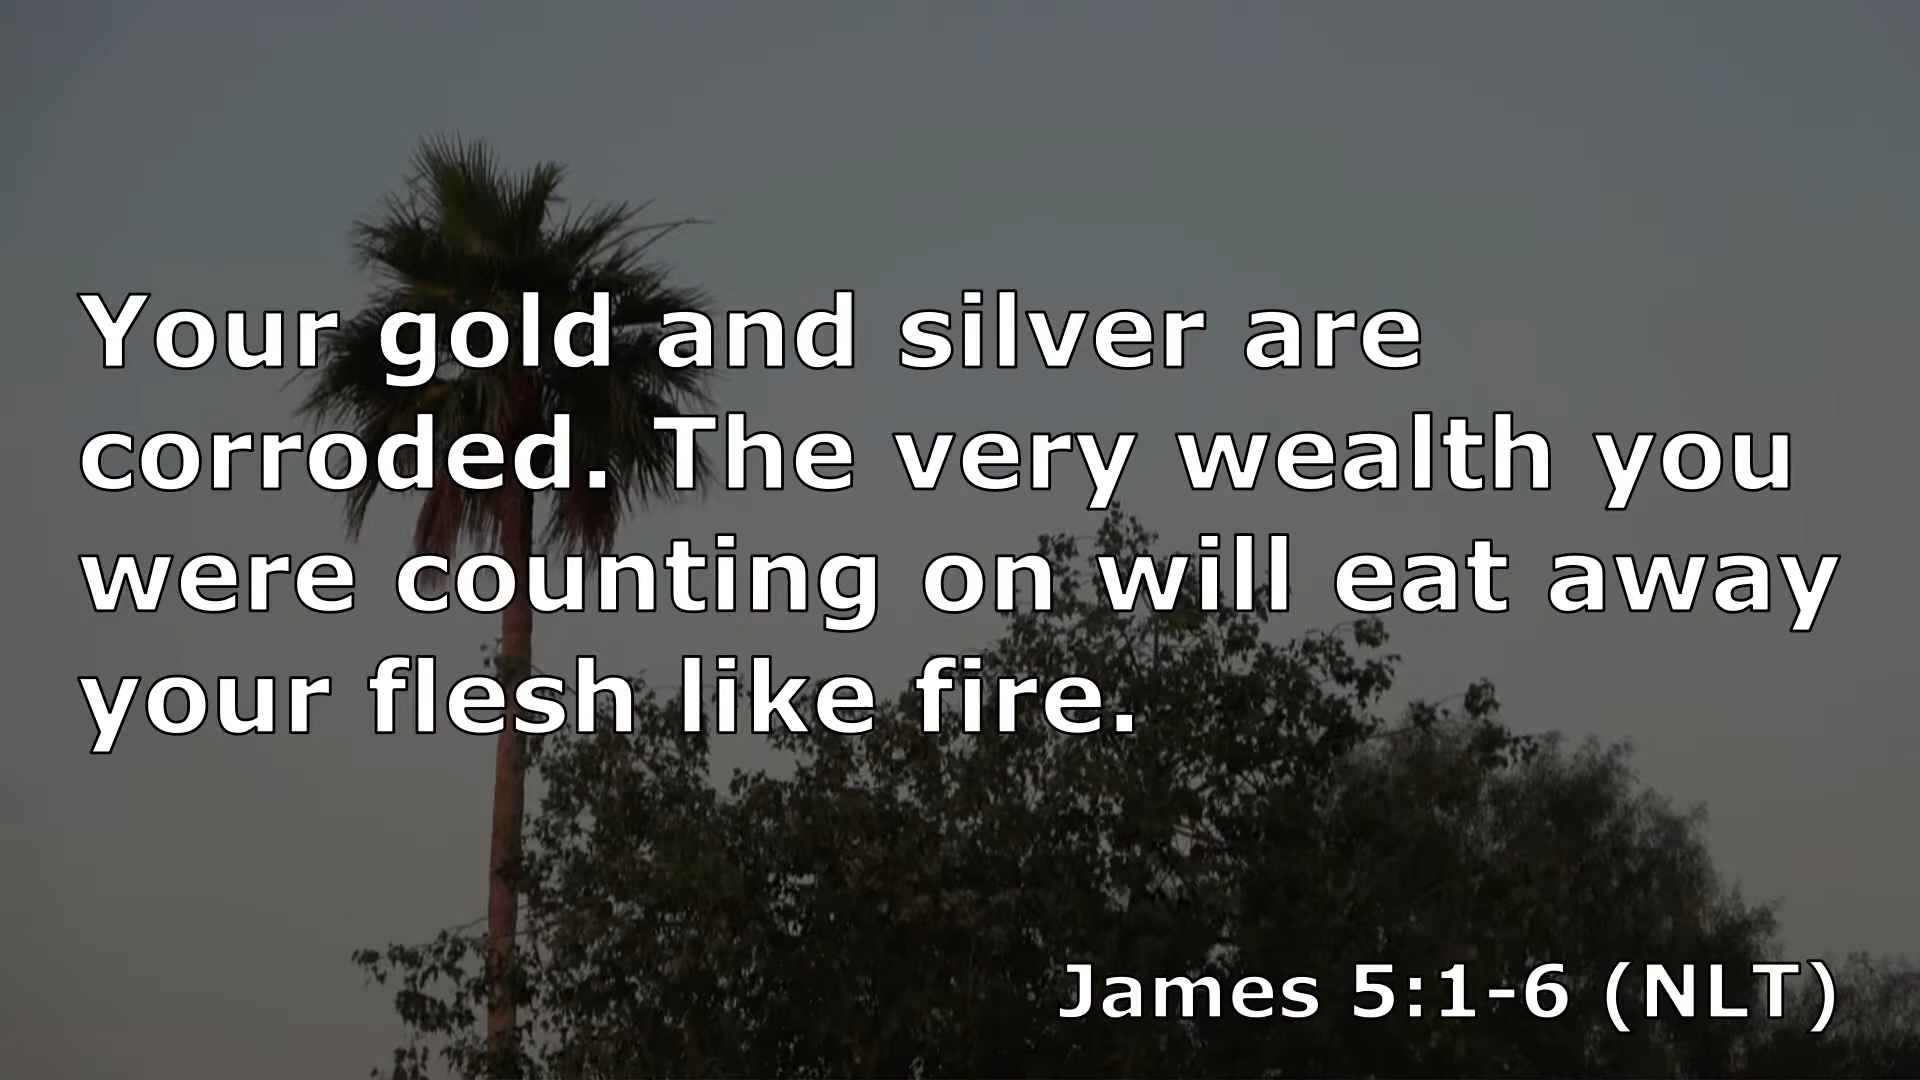 Your gold and silver are
corroded. The very wealth you
were counting on will eat away
your flesh like fire.
James 5:1-6 (NLT)